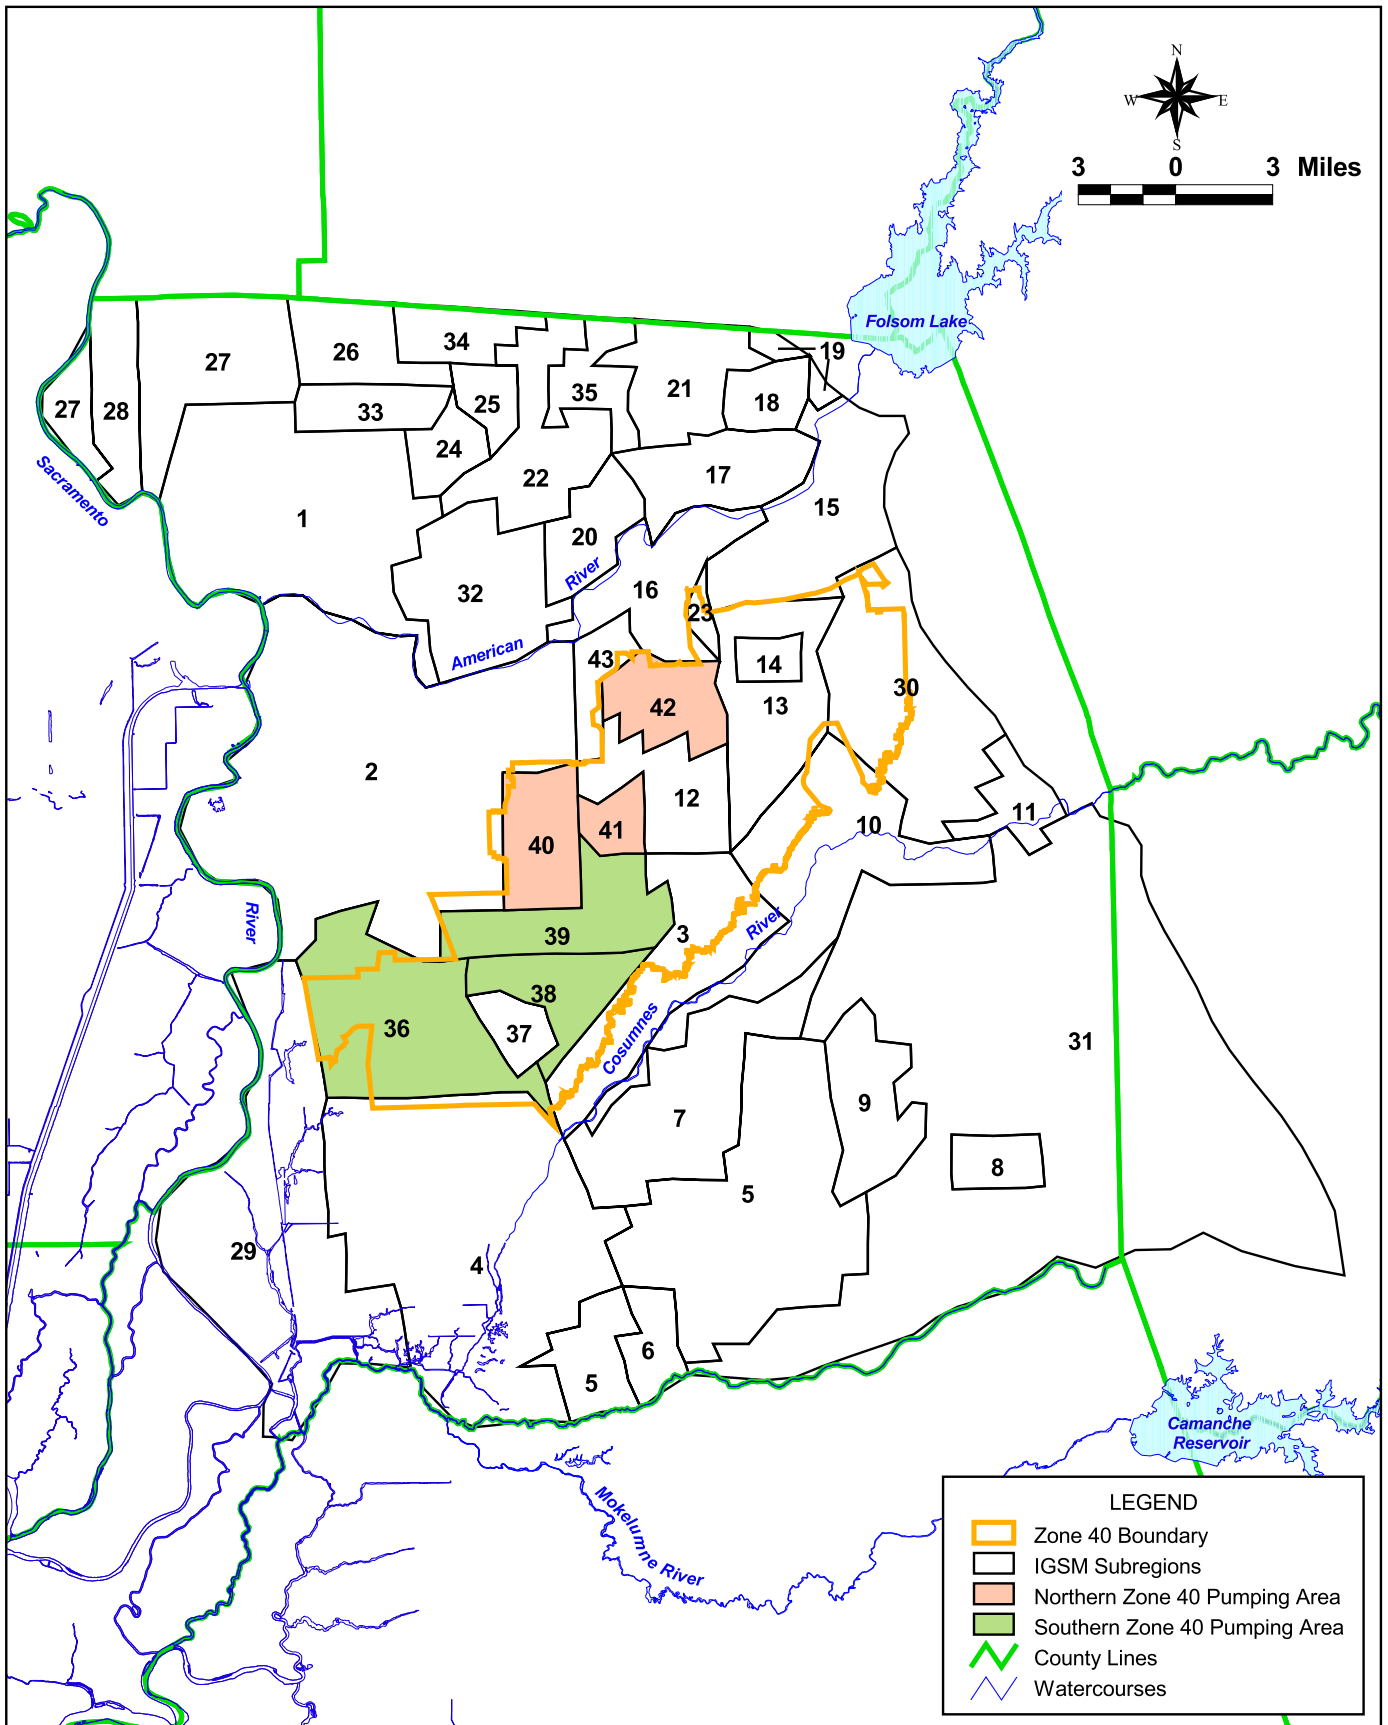 N
W E
S
3 0 3 Miles
Folsom Lake
19
34
26
27
35
21
18
27
28
33
25
24
22
17
Sacramento
1
15
20
River
32
16
23
American
43
14
30
42
13
2
12
11
41
10
40
River
River
39
3
38
36
37
Cosumnes
31
9
7
8
5
29
4
6
5
Camanche
Reservoir
Mokelumne River
LEGEND
Zone 40 Boundary
IGSM Subregions
Northern Zone 40 Pumping Area
Southern Zone 40 Pumping Area
County Lines
Watercourses